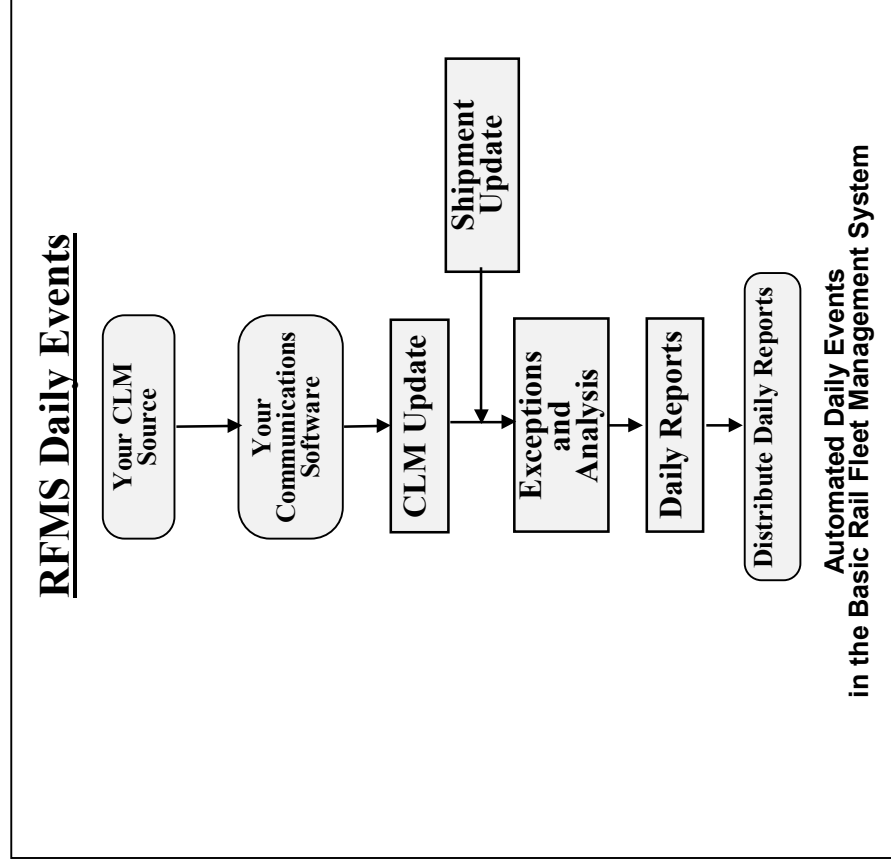 RFMS Daily Events
Your CLM
Source
Your
Communications
Software
CLM Update
Shipment
Update
Exceptions
and
Analysis
Daily Reports
Distribute Daily Reports
Automated Daily Events
in the Basic Rail Fleet Management System